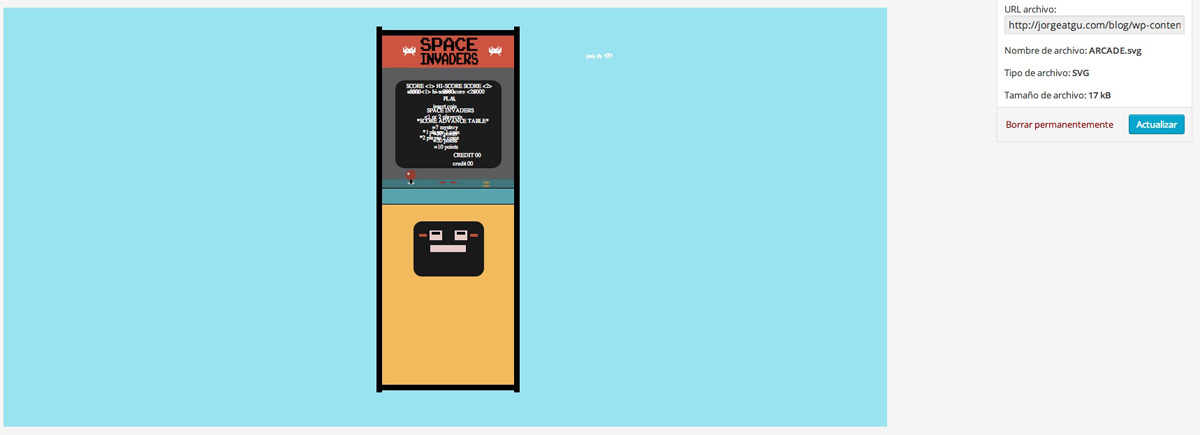 SPACE
INVADERS
SCORE <1> HI-SCORE SCORE <2>
PLAY
insert coin
SPACE INVADERS
*SCORE ADVANCE TABLE*
=? mystery
=10 points
CREDIT 00
credit 00
URL archivo:
http://jorgeatgu.com/blog/wp-conten
Nombre de archivo: ARCADE.svg
Tipo de archivo: SVG
Tamaño de archivo: 17 kB
Borrar permanentemente
Actualizar